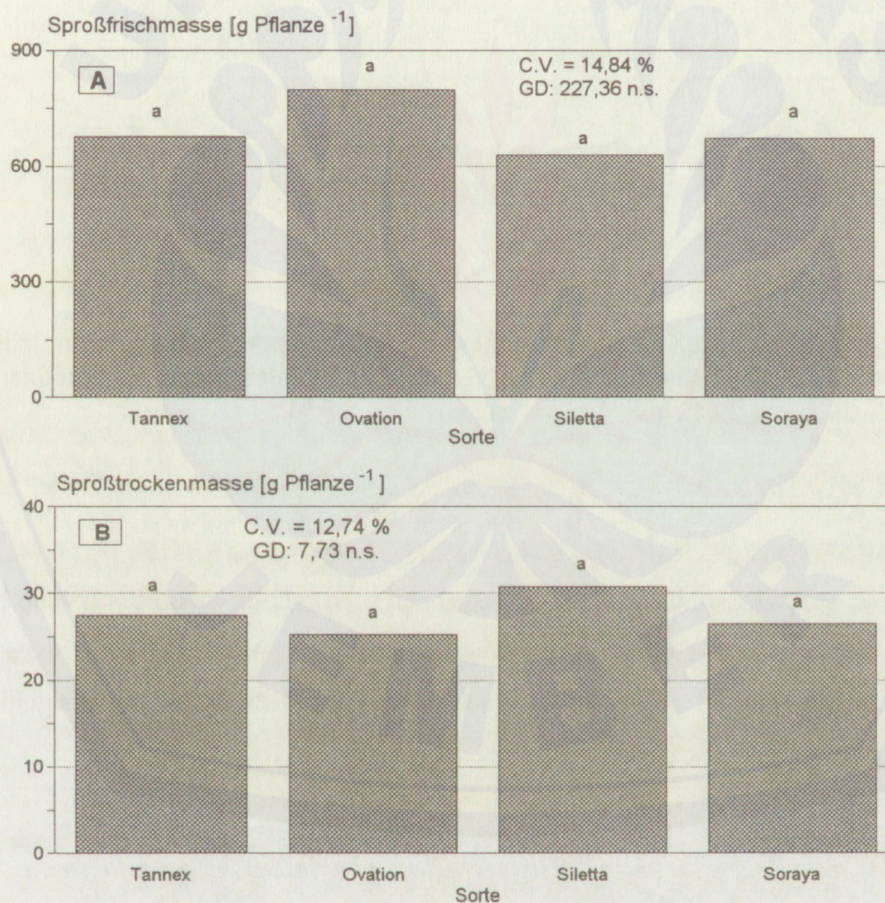 Sproßfrischmasse [g Pflanze -1]
900
A
a
a
C.V. = 14,84 %
GD: 227,36 n.s.
a
a
600
300
0
Tannex
Ovation
Siletta
Soraya
Sorte
Sproßtrockenmasse [g Pflanze -1]
40
B
C.V. = 12,74 %
GD: 7,73 n.s.
a
a
a
a
30
20
10
0
Tannex
Ovation
Siletta
Soraya
Sorte